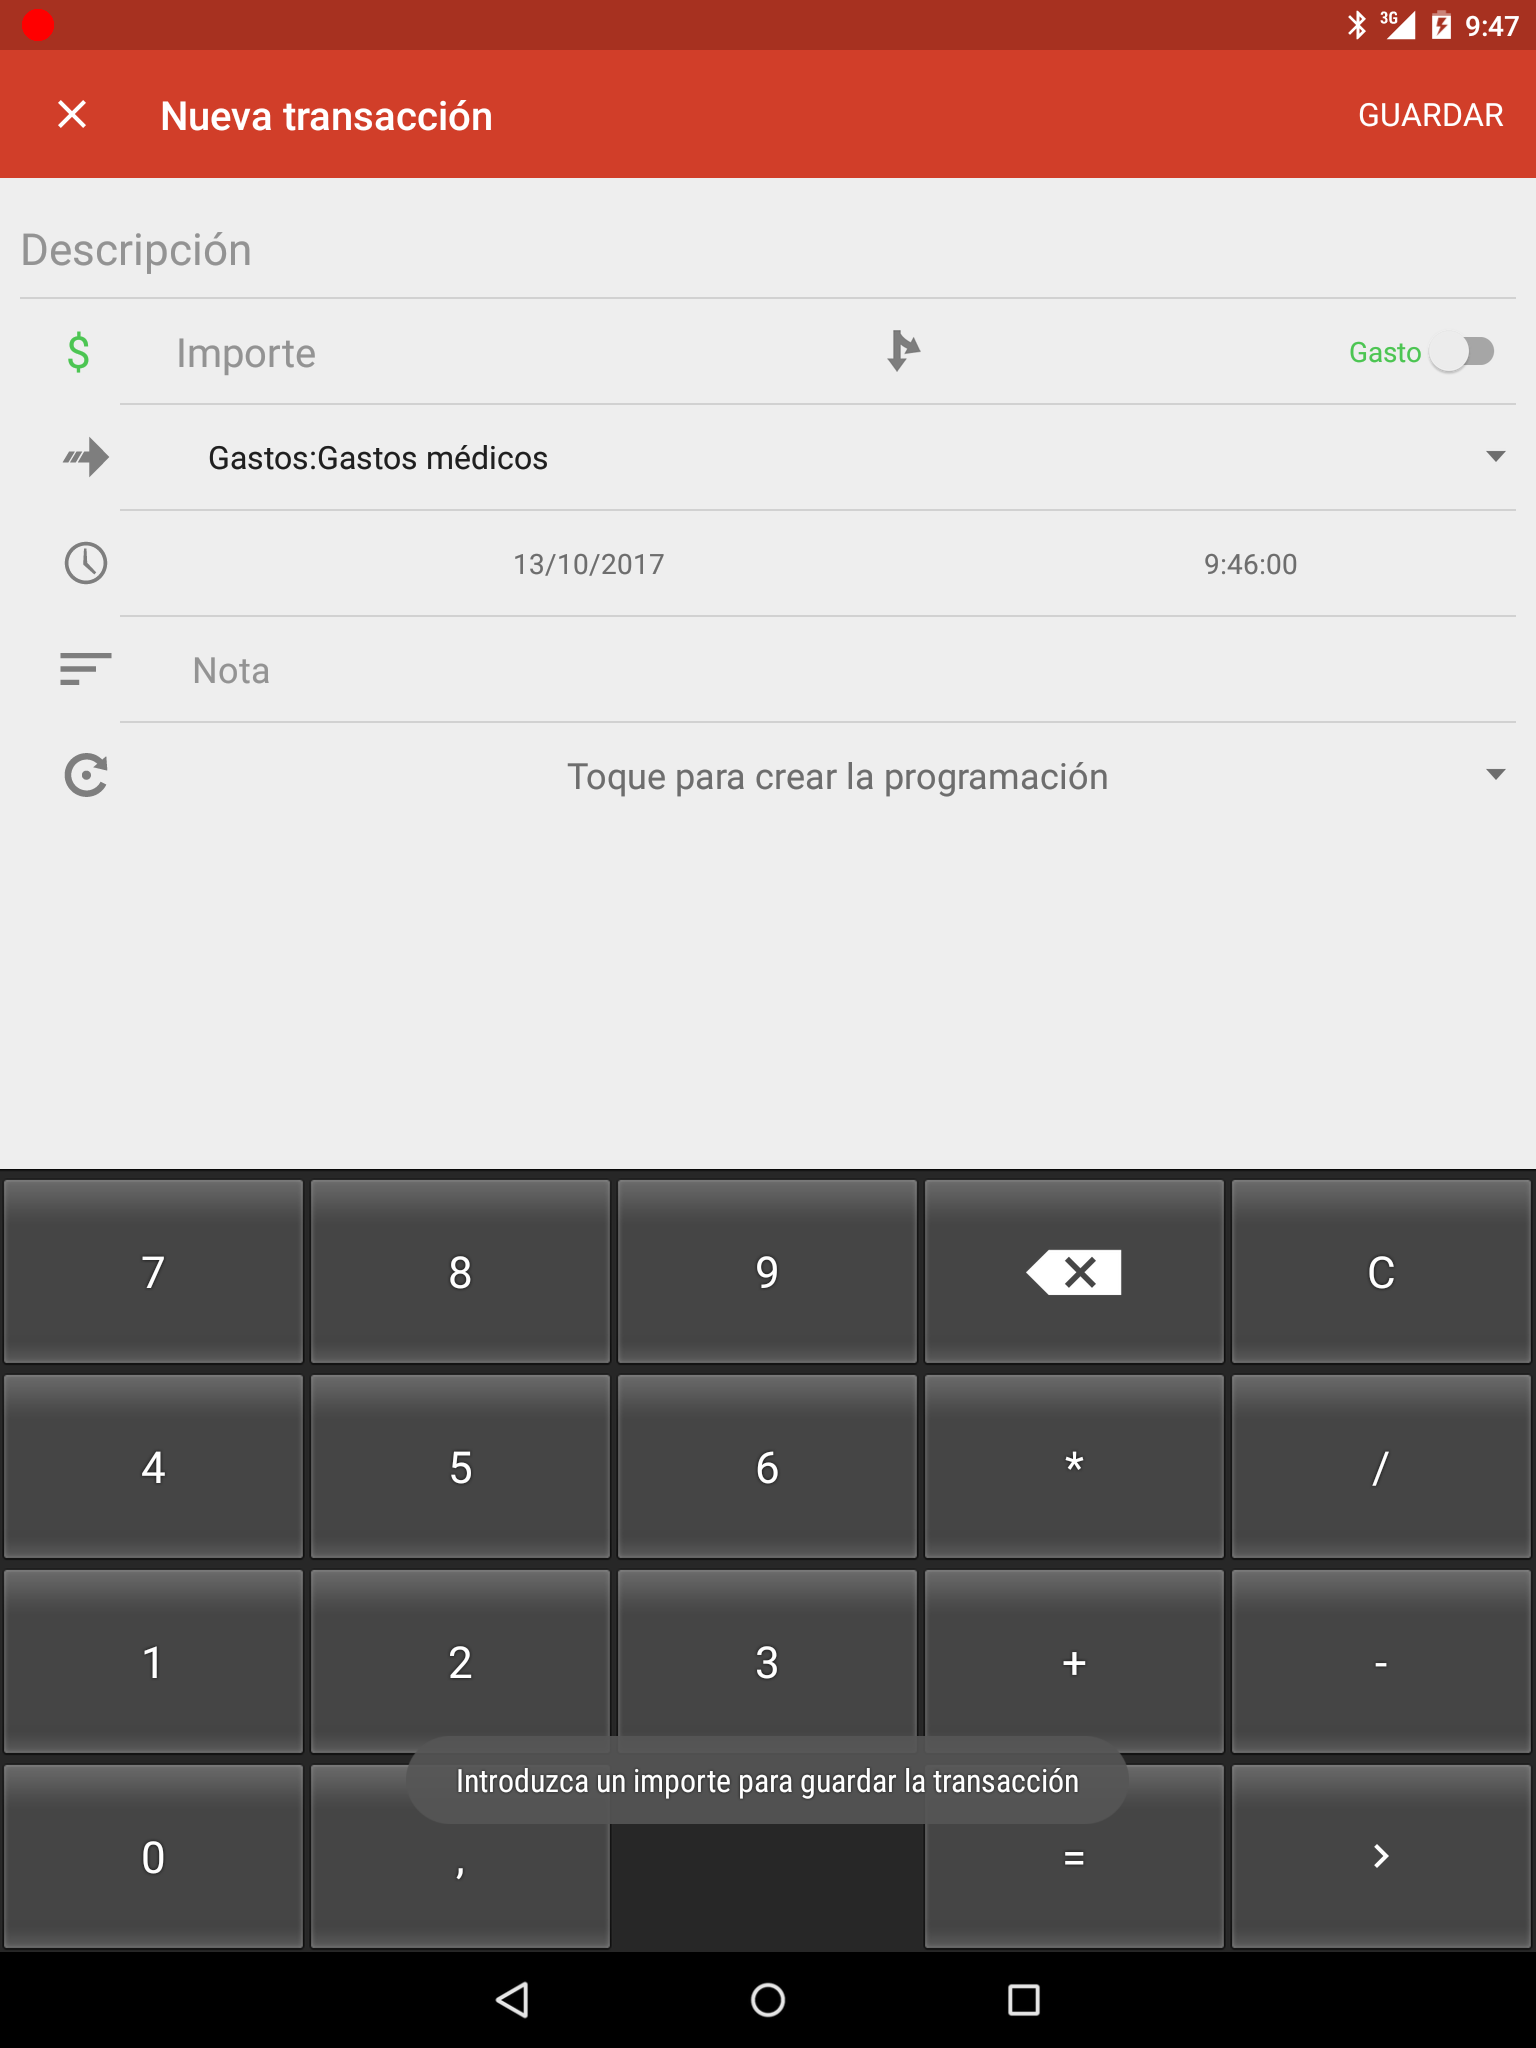 3G 9:47
Nueva transacción GUARDAR
Descripción
$ Importe Gasto
Gastos:Gastos médicos
13/10/2017 9:46:00
Nota
Toque para crear la programación
7 8 9 C
4 5 6 * /
1 2 3 + -
Introduzca un importe para guardar la transacción
0 , =